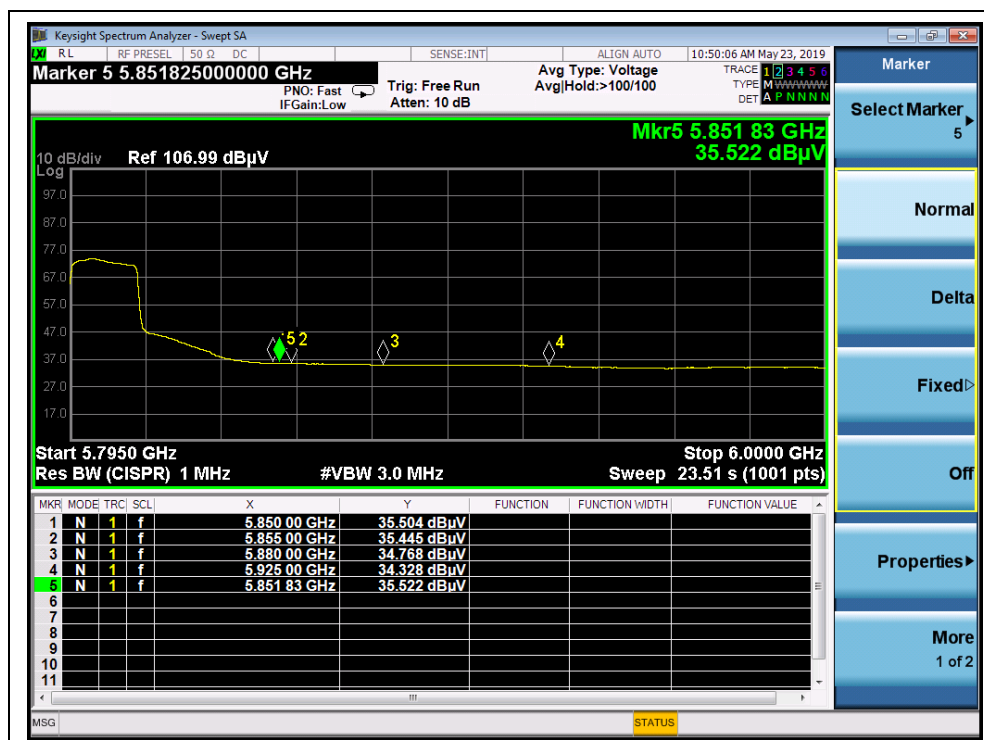 Keysight Spectrum Analyzer - Swept SA
LXI RL RF PRESEL 50 Ω DC SENSE:INT ALIGN AUTO 10:50:06 AM May 23, 2019
Marker 5 5.851825000000 GHz
PNO: Fast
IFGain:Low
Trig: Free Run
Atten: 10 dB
Avg Type: Voltage
Avg|Hold:>100/100
TRACE 1 2 3 4 5 6
TYPE M WWWWW
DET A P N N N N
Mkr5 5.851 83 GHz
35.522 dBµV
10 dB/div Ref 106.99 dBµV
Log
97.0
87.0
77.0
67.0
57.0
47.0
37.0
27.0
17.0
5 2
3
4
Start 5.7950 GHz Stop 6.0000 GHz
Res BW (CISPR) 1 MHz #VBW 3.0 MHz Sweep 23.51 s (1001 pts)
MKR MODE TRC SCL X Y FUNCTION FUNCTION WIDTH FUNCTION VALUE
1 N 1 f 5.850 00 GHz 35.504 dBµV
2 N 1 f 5.855 00 GHz 35.445 dBµV
3 N 1 f 5.880 00 GHz 34.768 dBµV
4 N 1 f 5.925 00 GHz 34.328 dBµV
5 N 1 f 5.851 83 GHz 35.522 dBµV
6
7
8
9
10
11
MSG STATUS
Marker
Select Marker
5
Normal
Delta
Fixed
Off
Properties
More
1 of 2